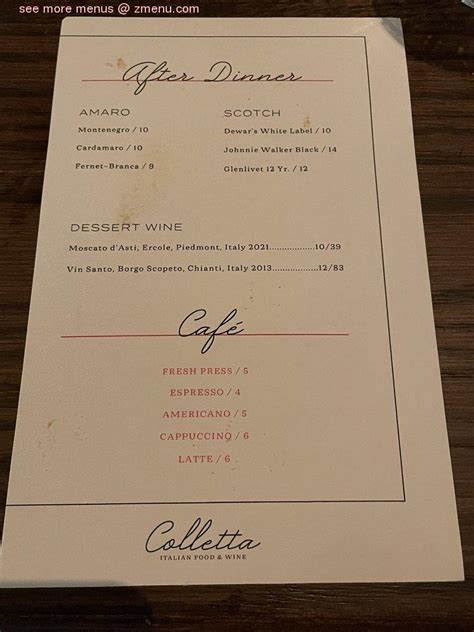 see more menus @ zmenu.com
After Dinner
AMARO
Montenegro / 10
Cardamaro / 10
Fernet-Branca / 9
SCOTCH
Dewar's White Label / 10
Johnnie Walker Black / 14
Glenlivet 12 Yr. / 12
DESSERT WINE
Moscato d'Asti, Ercole, Piedmont, Italy 2021..................10/39
Vin Santo, Borgo Scopeto, Chianti, Italy 2013...................12/83
Café
FRESH PRESS / 5
ESPRESSO / 4
AMERICANO / 5
CAPPUCCINO / 6
LATTE / 6
Colletta
ITALIAN FOOD & WINE